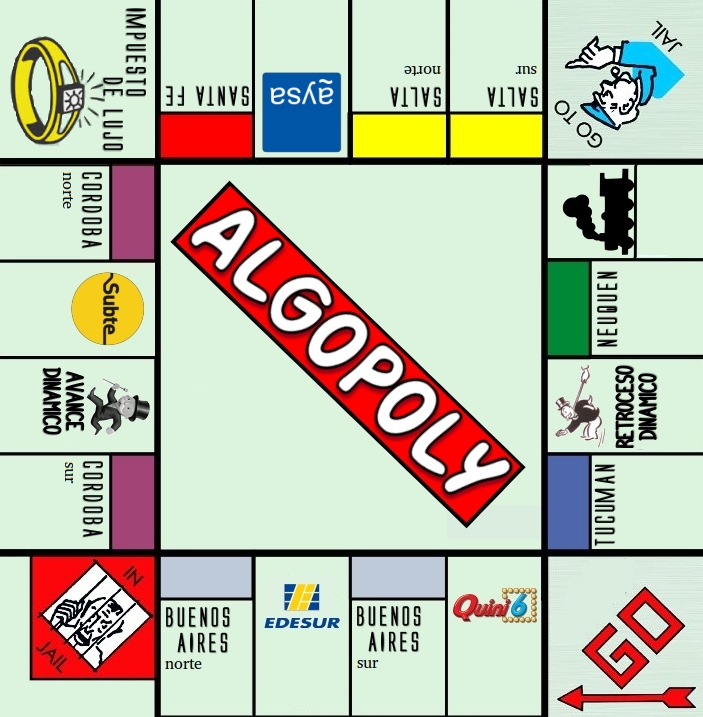 IMPUESTO
DE LUJO
SANTA FE
aysa
SALTA
norte
SALTA
sur
GO TO
JAIL
CORDOBA
norte
Subte
AVANCE
DINAMICO
CORDOBA
sur
ALGOPOLY
NEUQUEN
RETROCESO
DINAMICO
TUCUMAN
IN
JAIL
BUENOS
AIRES
norte
EDESUR
BUENOS
AIRES
sur
Quini 6
GO